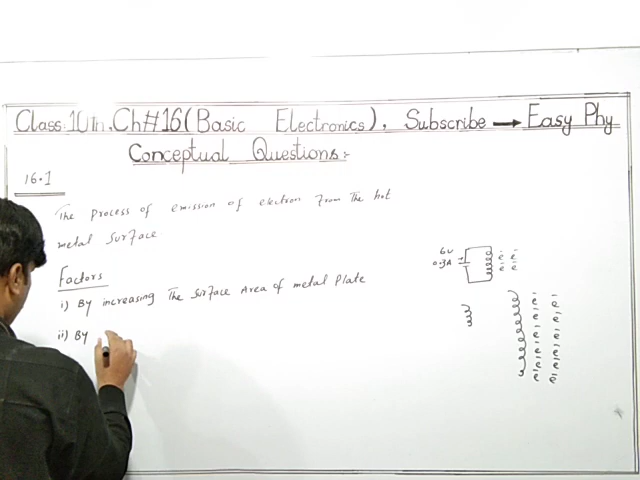 Class:10th, Ch#16(Basic Electronics), Subscribe → Easy Phy
Conceptual Questions:-
16.1
The Process of emission of electron From The hot
metal Surface
Factors
i) By increasing The Surface Area of metal Plate
ii) By
6v
0.3A